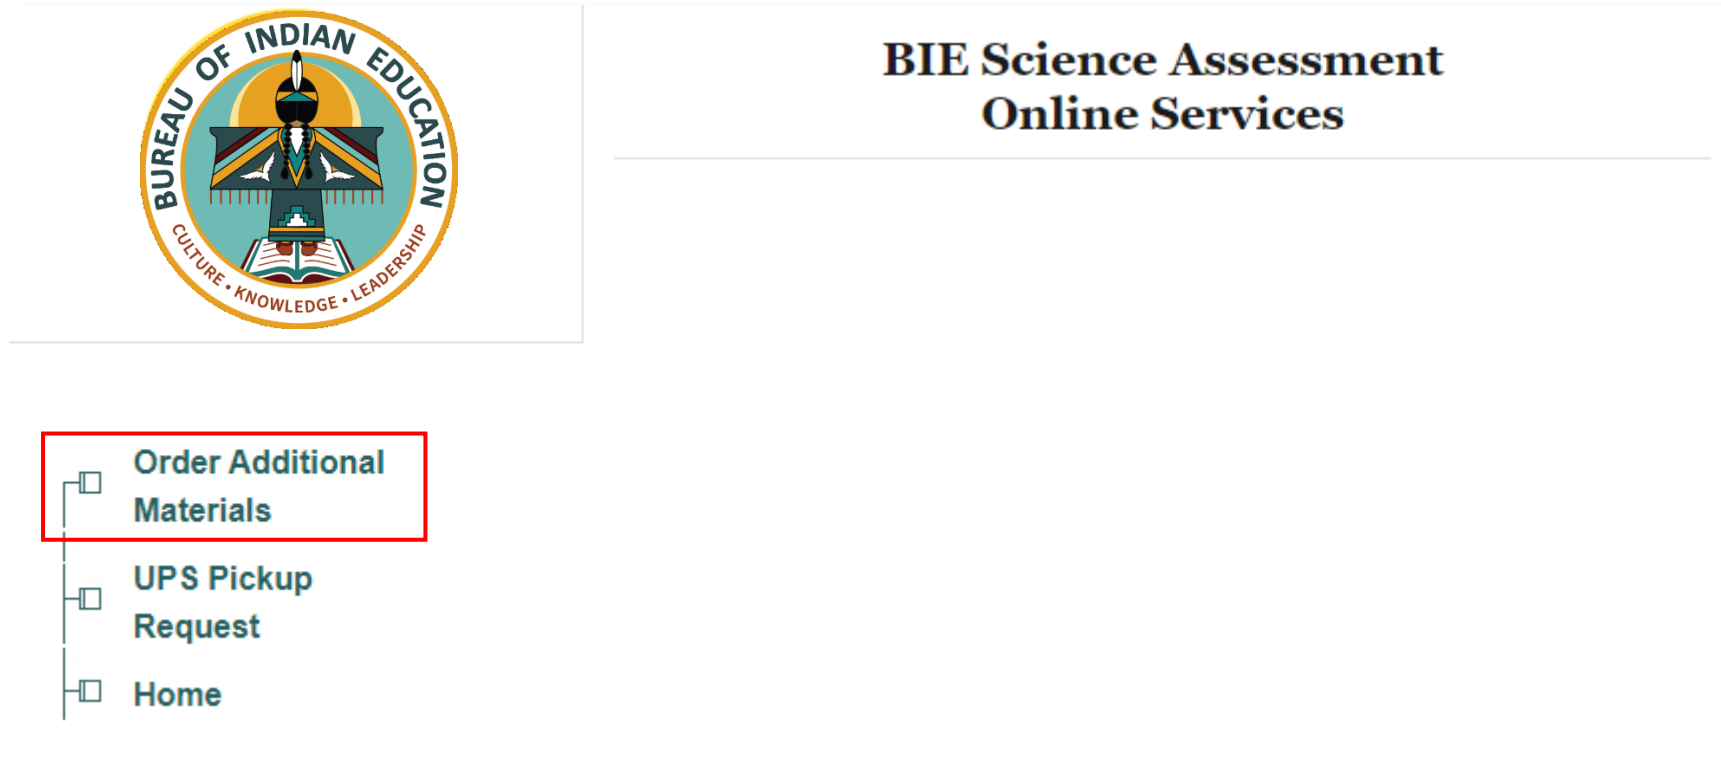 BUREAU OF INDIAN EDUCATION
CULTURE • KNOWLEDGE • LEADERSHIP
BIE Science Assessment
Online Services
Order Additional
Materials
UPS Pickup
Request
Home